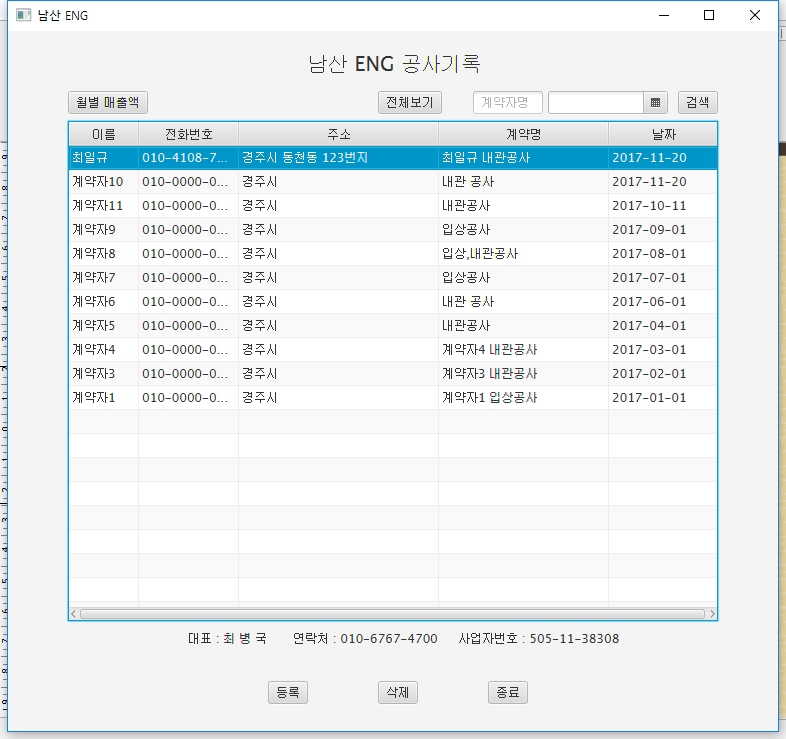 남산 ENG
남산 ENG 공사기록
월별 매출액 전체보기 계약자명 검색
이름 전화번호 주소 계약명 날짜
최일규 010-4108-7... 경주시 동천동 123번지 최일규 내관공사 2017-11-20
계약자10 010-0000-0... 경주시 내관 공사 2017-11-20
계약자11 010-0000-0... 경주시 내관공사 2017-10-11
계약자9 010-0000-0... 경주시 입상공사 2017-09-01
계약자8 010-0000-0... 경주시 입상,내관공사 2017-08-01
계약자7 010-0000-0... 경주시 입상공사 2017-07-01
계약자6 010-0000-0... 경주시 내관 공사 2017-06-01
계약자5 010-0000-0... 경주시 내관공사 2017-04-01
계약자4 010-0000-0... 경주시 계약자4 내관공사 2017-03-01
계약자3 010-0000-0... 경주시 계약자3 내관공사 2017-02-01
계약자1 010-0000-0... 경주시 계약자1 입상공사 2017-01-01
대표 : 최 병 국 연락처 : 010-6767-4700 사업자번호 : 505-11-38308
등록 삭제 종료